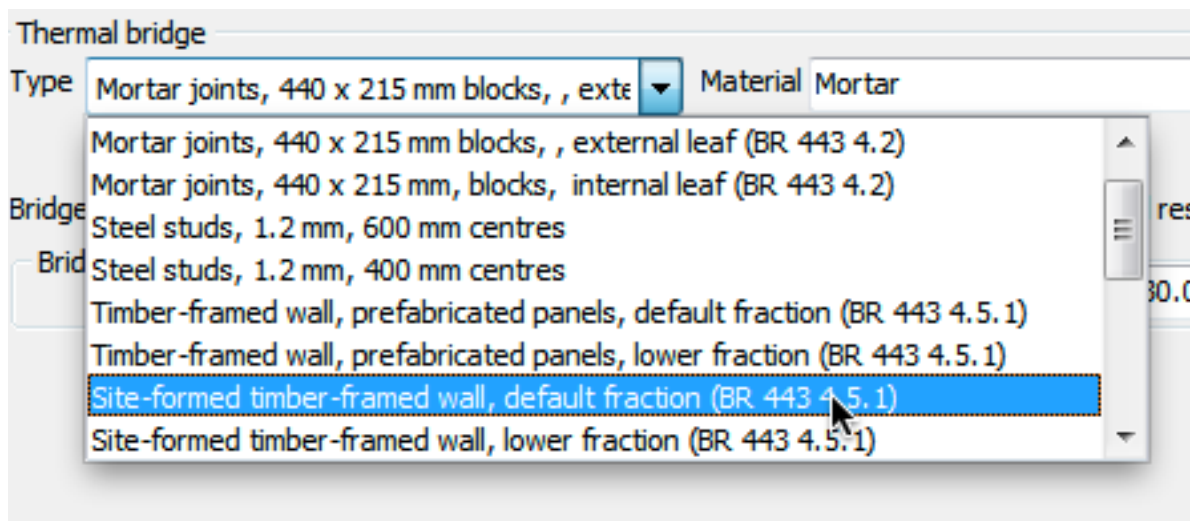 Thermal bridge
Type Mortar joints, 440 x 215 mm blocks, , exte Material Mortar
Mortar joints, 440 x 215 mm blocks, , external leaf (BR 443 4.2)
Mortar joints, 440 x 215 mm, blocks, internal leaf (BR 443 4.2)
Bridge Steel studs, 1.2 mm, 600 mm centres res
Brid Steel studs, 1.2 mm, 400 mm centres
Timber-framed wall, prefabricated panels, default fraction (BR 443 4.5.1) 30.0
Timber-framed wall, prefabricated panels, lower fraction (BR 443 4.5.1)
Site-formed timber-framed wall, default fraction (BR 443 4.5.1)
Site-formed timber-framed wall, lower fraction (BR 443 4.5.1)